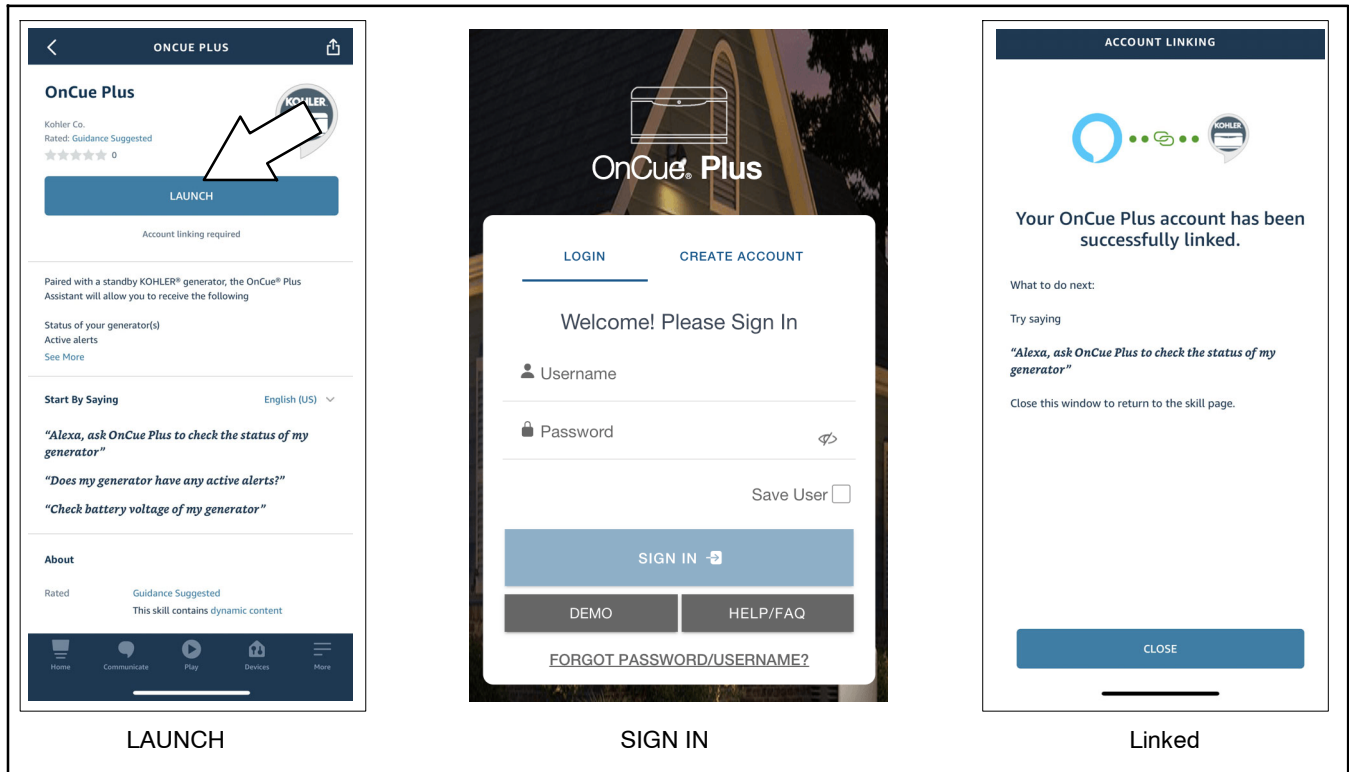 ONCUE PLUS
OnCue Plus
KOHLER
Kohler Co.
Rated: Guidance Suggested
0
LAUNCH
Account linking required
Paired with a standby KOHLER® generator, the OnCue® Plus
Assistant will allow you to receive the following
Status of your generator(s)
Active alerts
See More
Start By Saying English (US)
“Alexa, ask OnCue Plus to check the status of my
generator”
“Does my generator have any active alerts?”
“Check battery voltage of my generator”
About
Rated Guidance Suggested
This skill contains dynamic content
Home Communicate Play Devices More
LAUNCH
OnCue® Plus
LOGIN CREATE ACCOUNT
Welcome! Please Sign In
Username
Password
Save User
SIGN IN
DEMO HELP/FAQ
FORGOT PASSWORD/USERNAME?
SIGN IN
ACCOUNT LINKING
KOHLER
Your OnCue Plus account has been
successfully linked.
What to do next:
Try saying
“Alexa, ask OnCue Plus to check the status of my
generator”
Close this window to return to the skill page.
CLOSE
Linked